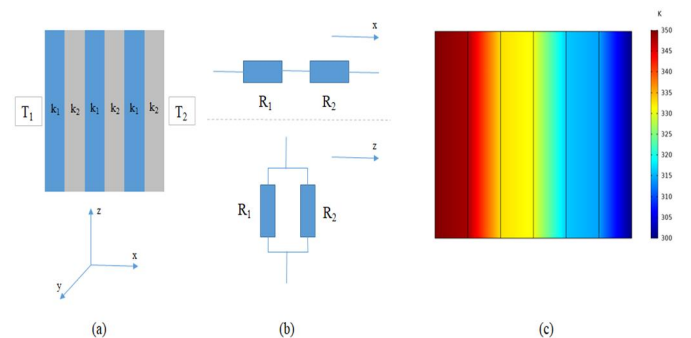 x
R1 R2
z
R1
R2
T1 k1 k2 k1 k2 k1 k2 T2
z
x
y
K
350
345
340
335
330
325
320
315
310
305
300
(a) (b) (c)